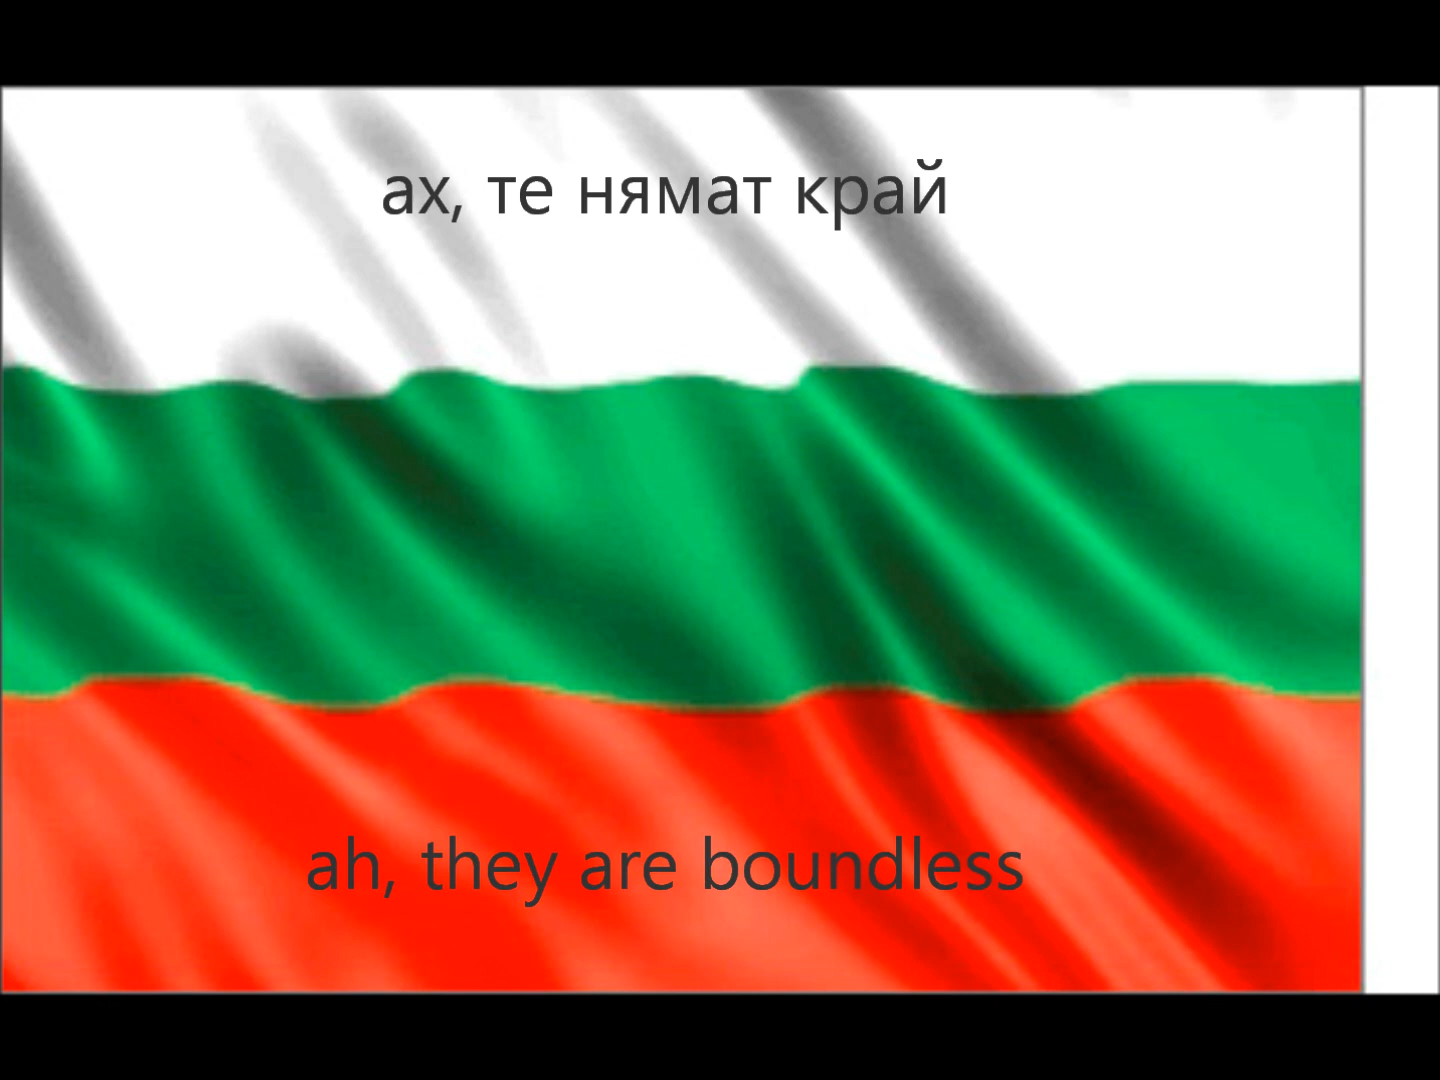 ах, те нямат край
ah, they are boundless